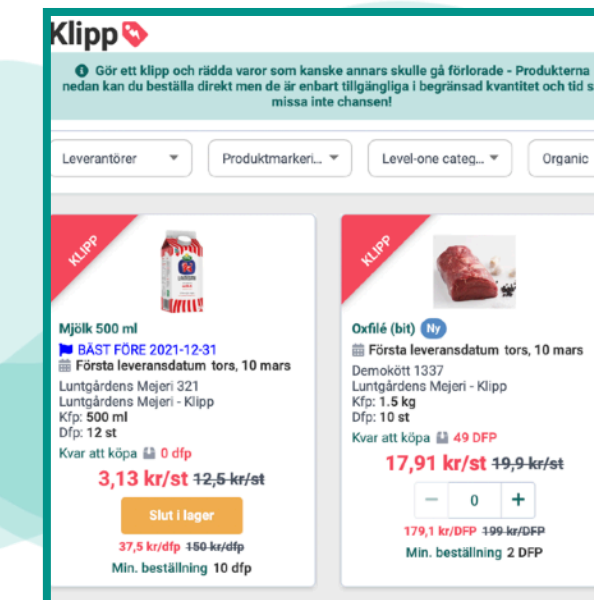 Klipp
Gör ett klipp och rädda varor som kanske annars skulle gå förlorade - Produkterna
nedan kan du beställa direkt men de är enbart tillgängliga i begränsad kvantitet och tid s
missa inte chansen!
Leverantörer
Produktmarkeri...
Level-one categ...
Organic
KLIPP
Mjölk 500 ml
BÄST FÖRE 2021-12-31
Första leveransdatum tors, 10 mars
Luntgårdens Mejeri 321
Luntgårdens Mejeri - Klipp
Kfp: 500 ml
Dfp: 12 st
Kvar att köpa 0 dfp
3,13 kr/st 12,5 kr/st
Slut i lager
37,5 kr/dfp 150 kr/dfp
Min. beställning 10 dfp
KLIPP
Oxfilé (bit) Ny
Första leveransdatum tors, 10 mars
Demokött 1337
Luntgårdens Mejeri - Klipp
Kfp: 1.5 kg
Dfp: 10 st
Kvar att köpa 49 DFP
17,91 kr/st 19,9 kr/st
− 0 +
179,1 kr/DFP 199 kr/DFP
Min. beställning 2 DFP